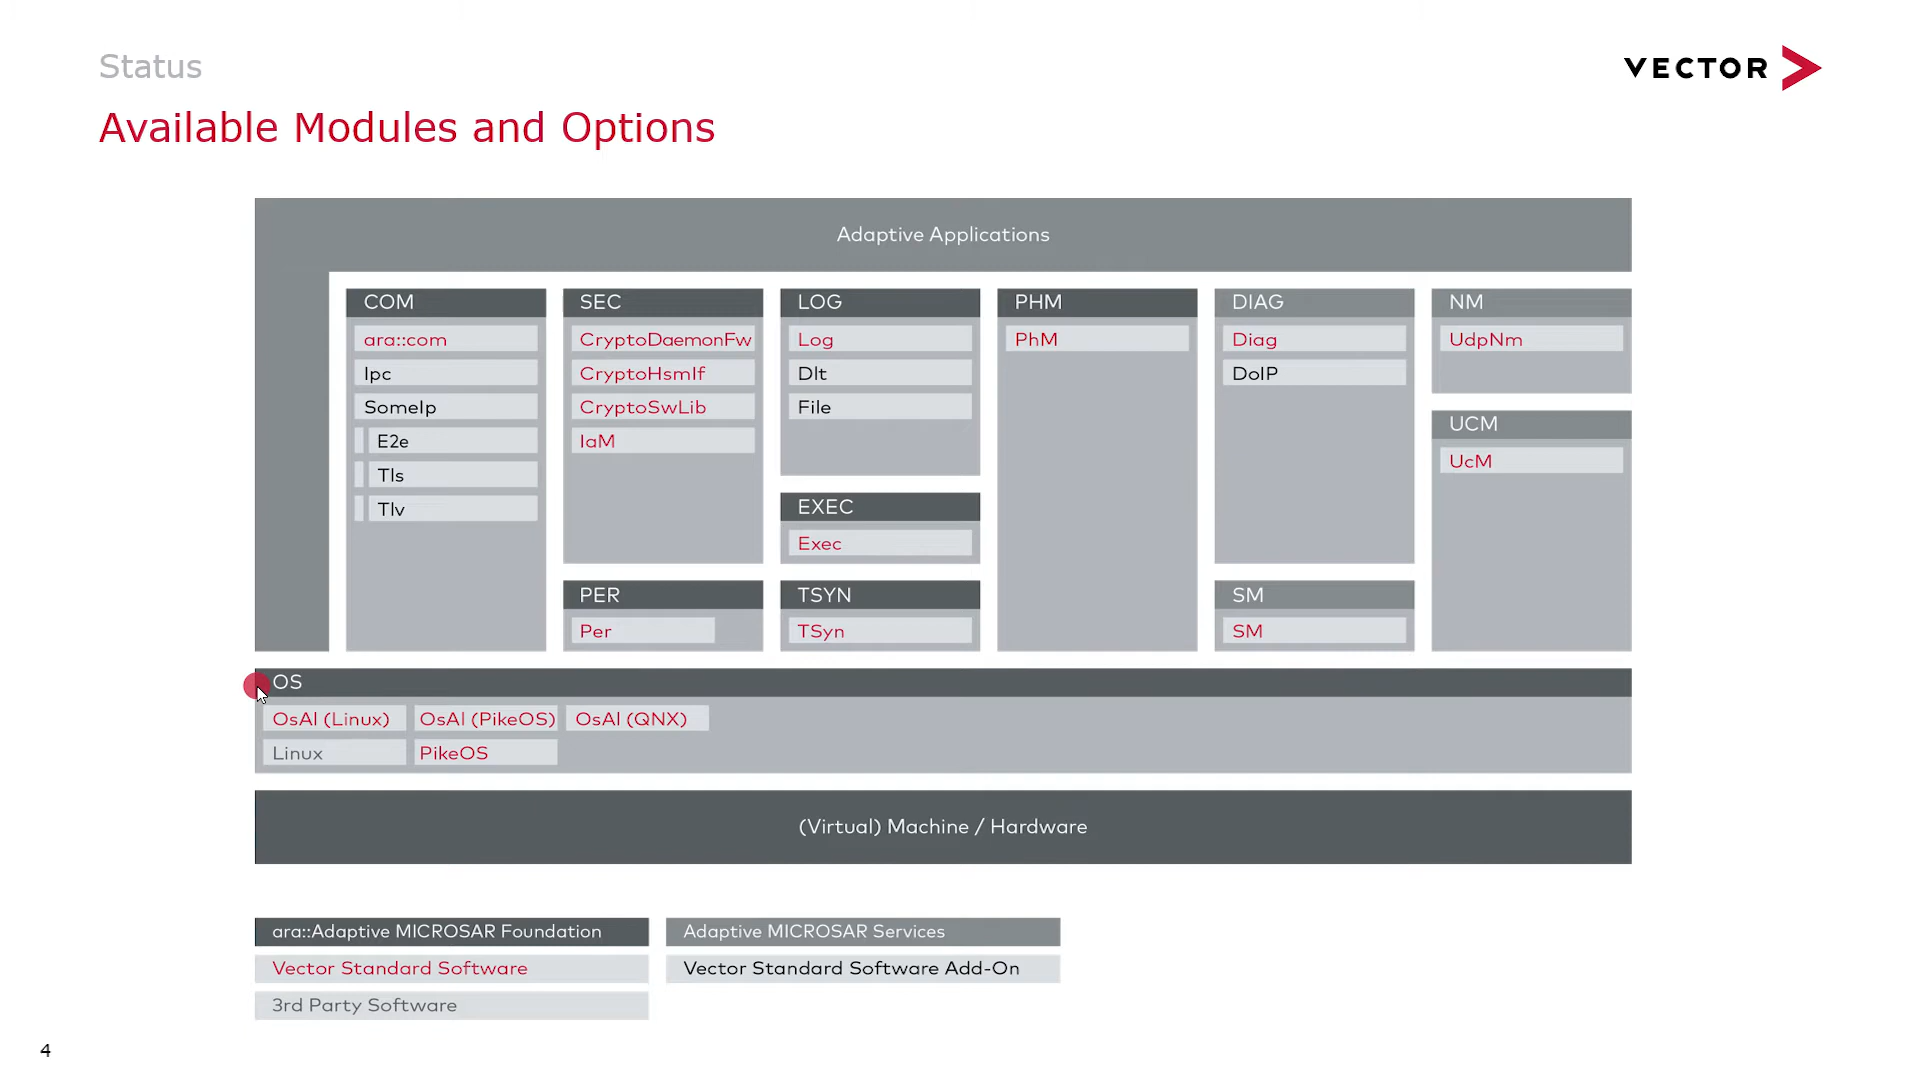 Status
VECTOR
Available Modules and Options
Adaptive Applications
COM
ara::com
Ipc
SomeIp
E2e
Tls
Tlv
SEC
CryptoDaemonFw
CryptoHsmIf
CryptoSwLib
IaM
PER
Per
LOG
Log
Dlt
File
EXEC
Exec
TSYN
TSyn
PHM
PhM
DIAG
Diag
DoIP
SM
SM
NM
UdpNm
UCM
UcM
OS
OsAl (Linux)
OsAl (PikeOS)
OsAl (QNX)
Linux
PikeOS
(Virtual) Machine / Hardware
ara::Adaptive MICROSAR Foundation
Adaptive MICROSAR Services
Vector Standard Software
Vector Standard Software Add-On
3rd Party Software
4